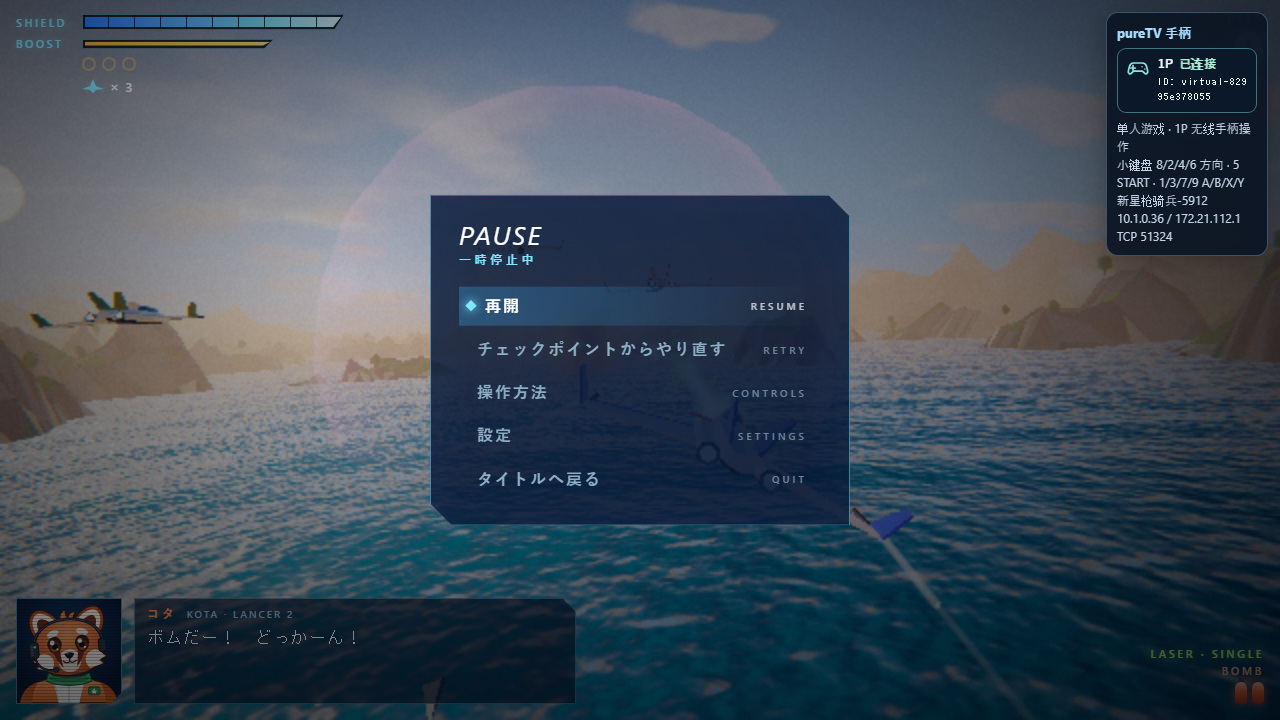 SHIELD
BOOST
× 3
pureTV 手柄
1P 已连接
ID: virtual-829
95e378055
单人游戏 · 1P 无线手柄操
作
小键盘 8/2/4/6 方向 · 5
START · 1/3/7/9 A/B/X/Y
新星枪骑兵-5912
10.1.0.36 / 172.21.112.1
TCP 51324
PAUSE
一時停止中
再開 RESUME
チェックポイントからやり直す RETRY
操作方法 CONTROLS
設定 SETTINGS
タイトルへ戻る QUIT
コタ KOTA · LANCER 2
ボムだー！ どっかーん！
LASER · SINGLE
BOMB